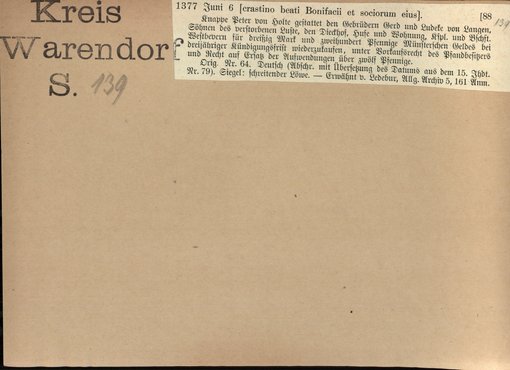 Kreis
Warendorf
S. 139
1377 Juni 6 [crastino beati Bonifacii et sociorum eius]. [88
139
Knappe Peter von Holte gestattet den Gebrüdern Gerd und Ludeke von Langen,
Söhnen des verstorbenen Luste, den Dieckhof, Hufe und Wohnung, Kspl. und Bschft.
Westbevern für dreißig Mark und zweihundert Pfennige Münsterschen Geldes bei
dreijähriger Kündigungsfrist wiederzukaufen, unter Vorkaufsrecht des Pfandbesitzers
und Recht auf Ersatz der Aufwendungen über zwölf Pfennige.
Orig. Nr. 64. Deutsch (Abschr. mit Übersetzung des Datums aus dem 15. Jhdt.
Nr. 79). Siegel: schreitender Löwe. — Erwähnt v. Ledebur, Allg. Archiv 5, 161 Anm.